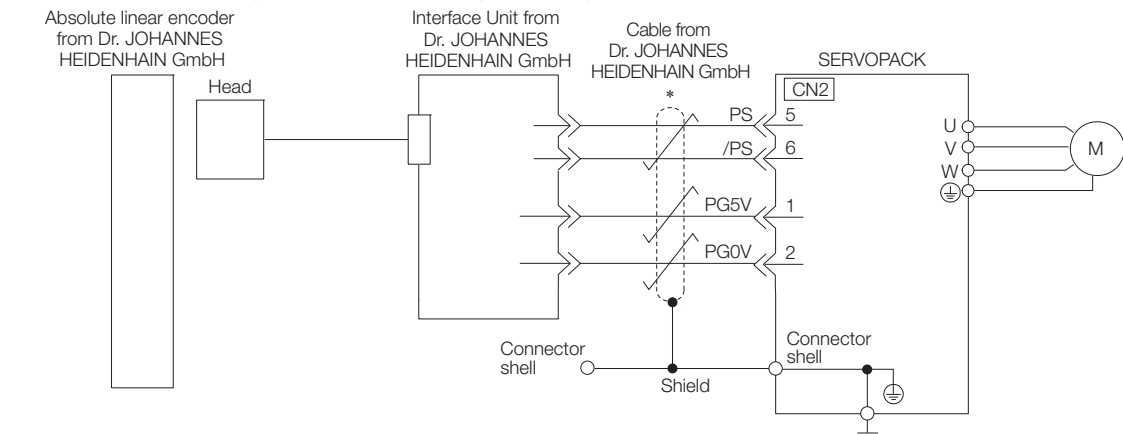 Absolute linear encoder
from Dr. JOHANNES
HEIDENHAIN GmbH
Head
Interface Unit from
Dr. JOHANNES
HEIDENHAIN GmbH
Cable from
Dr. JOHANNES
HEIDENHAIN GmbH
*
SERVOPACK
CN2
PS 5
/PS 6
PG5V 1
PG0V 2
U
V
W
M
Connector
shell
Shield
Connector
shell